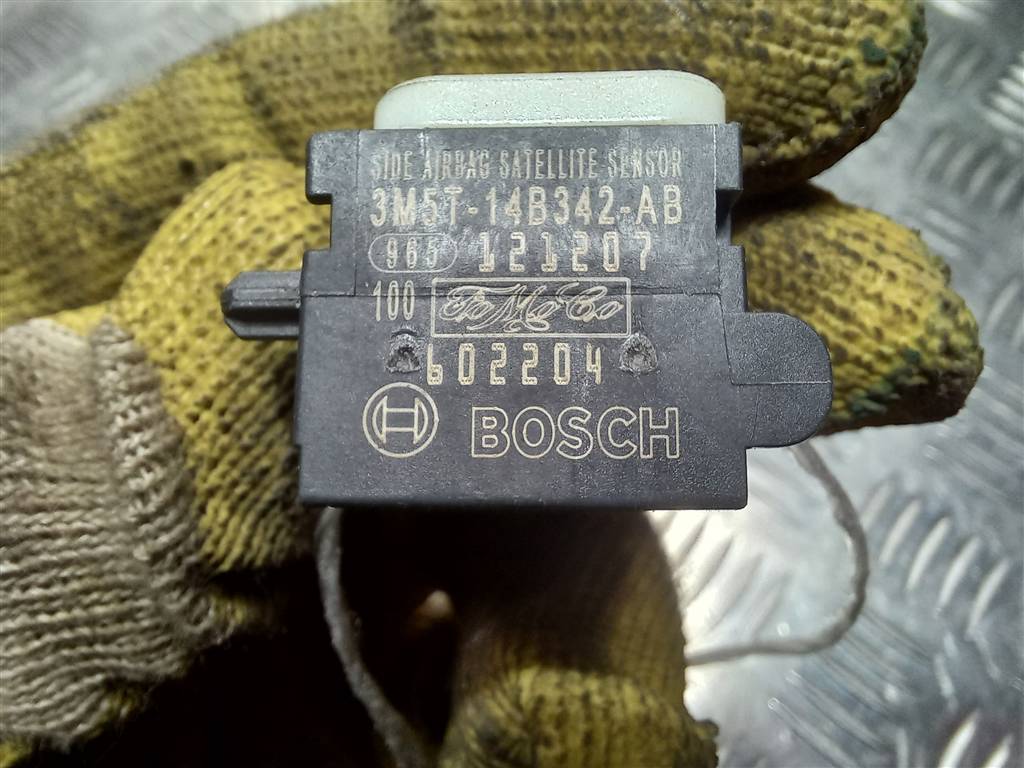 SIDE AIRBAG SATELLITE SENSOR
3M5T-14B342-AB
965 121207
100 FoMoCo
602204
BOSCH